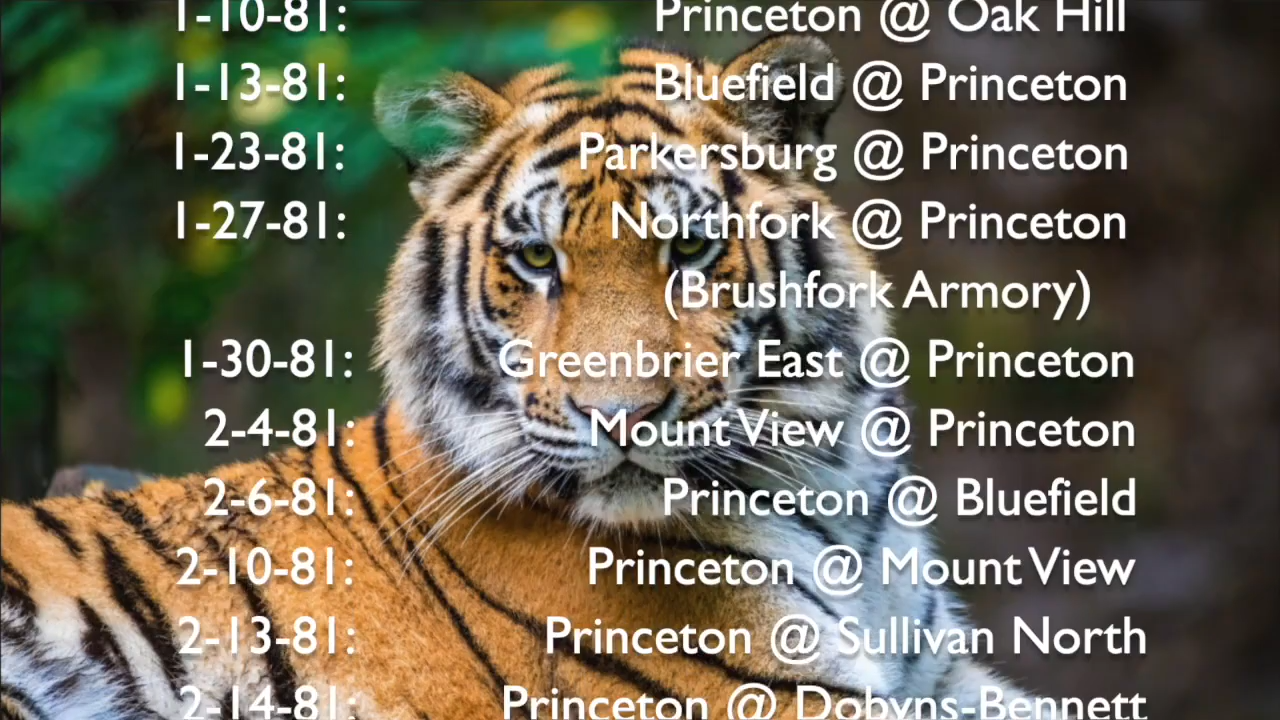 1-10-81: Princeton @ Oak Hill
1-13-81: Bluefield @ Princeton
1-23-81: Parkersburg @ Princeton
1-27-81: Northfork @ Princeton
(Brushfork Armory)
1-30-81: Greenbrier East @ Princeton
2-4-81: Mount View @ Princeton
2-6-81: Princeton @ Bluefield
2-10-81: Princeton @ Mount View
2-13-81: Princeton @ Sullivan North
2-14-81: Princeton @ Dobyns-Bennett